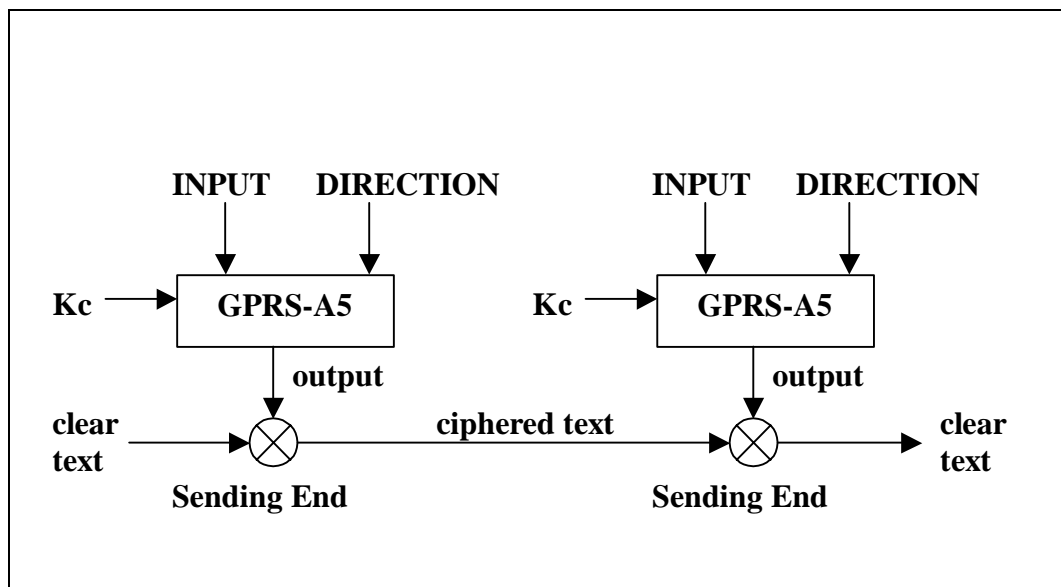 INPUT DIRECTION INPUT DIRECTION
Kc GPRS-A5 Kc GPRS-A5
output output
clear text ciphered text clear text
Sending End Sending End